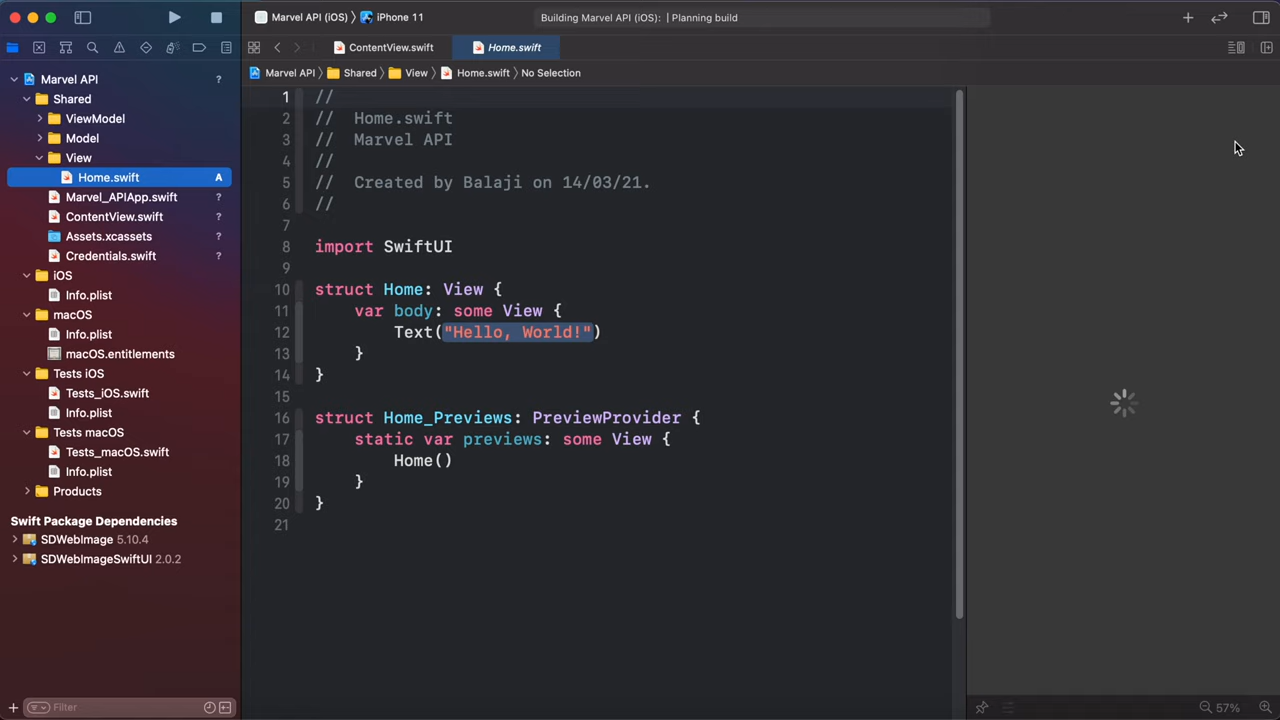 Marvel API (iOS) 〉 iPhone 11
Building Marvel API (iOS): | Planning build
ContentView.swift
Home.swift
Marvel API 〉 Shared 〉 View 〉 Home.swift 〉 No Selection
Marvel API ?
Shared
ViewModel
Model
View
Home.swift A
Marvel_APIApp.swift ?
ContentView.swift ?
Assets.xcassets ?
Credentials.swift ?
iOS
Info.plist
macOS
Info.plist
macOS.entitlements
Tests iOS
Tests_iOS.swift
Info.plist
Tests macOS
Tests_macOS.swift
Info.plist
Products
Swift Package Dependencies
SDWebImage 5.10.4
SDWebImageSwiftUI 2.0.2
Filter
1 //
2 //  Home.swift
3 //  Marvel API
4 //
5 //  Created by Balaji on 14/03/21.
6 //
7
8 import SwiftUI
9
10 struct Home: View {
11     var body: some View {
12         Text("Hello, World!")
13     }
14 }
15
16 struct Home_Previews: PreviewProvider {
17     static var previews: some View {
18         Home()
19     }
20 }
21
57%